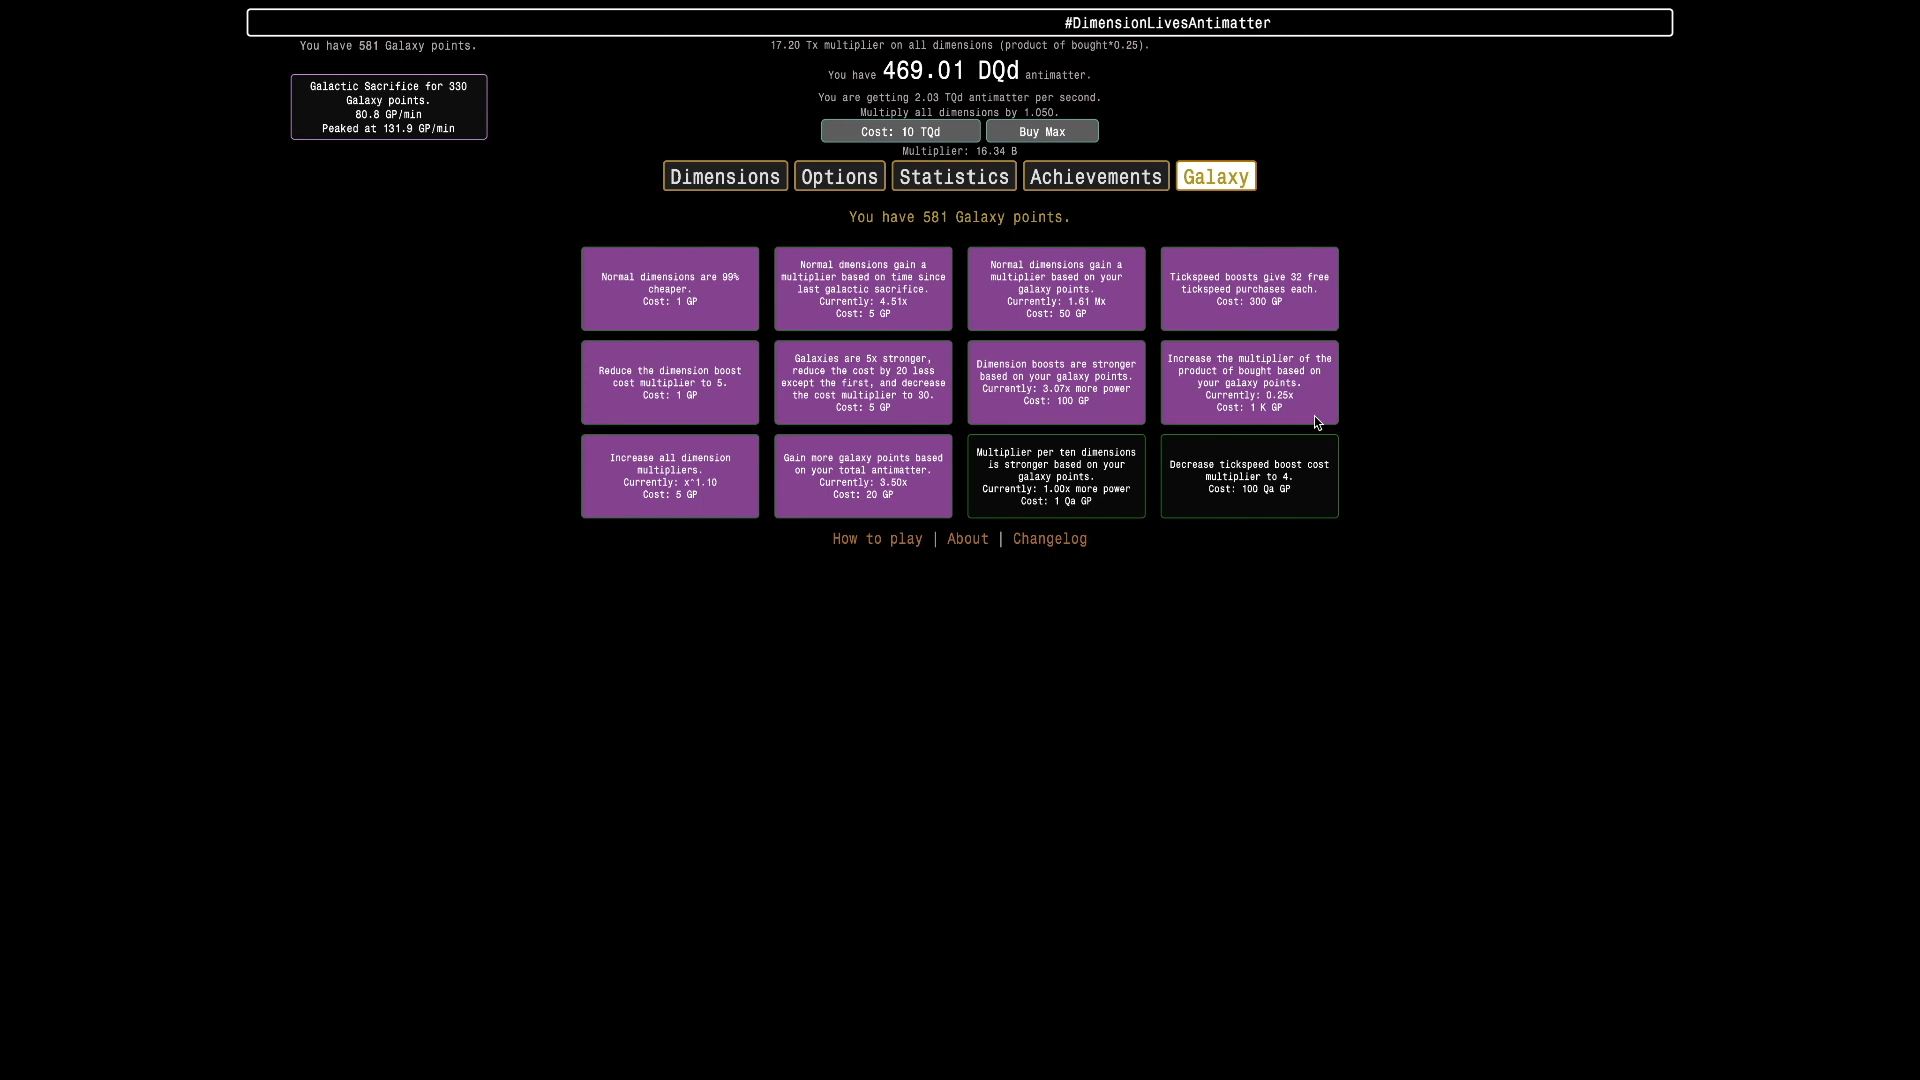 #DimensionLivesAntimatter
You have 581 Galaxy points.
17.20 Tx multiplier on all dimensions (product of bought*0.25).
Galactic Sacrifice for 330
Galaxy points.
80.8 GP/min
Peaked at 131.9 GP/min
You have 469.01 DQd antimatter.
You are getting 2.03 TQd antimatter per second.
Multiply all dimensions by 1.050.
Cost: 10 TQd
Buy Max
Multiplier: 16.34 B
Dimensions
Options
Statistics
Achievements
Galaxy
You have 581 Galaxy points.
Normal dimensions are 99%
cheaper.
Cost: 1 GP
Normal dmensions gain a
multiplier based on time since
last galactic sacrifice.
Currently: 4.51x
Cost: 5 GP
Normal dimensions gain a
multiplier based on your
galaxy points.
Currently: 1.61 Mx
Cost: 50 GP
Tickspeed boosts give 32 free
tickspeed purchases each.
Cost: 300 GP
Reduce the dimension boost
cost multiplier to 5.
Cost: 1 GP
Galaxies are 5x stronger,
reduce the cost by 20 less
except the first, and decrease
the cost multiplier to 30.
Cost: 5 GP
Dimension boosts are stronger
based on your galaxy points.
Currently: 3.07x more power
Cost: 100 GP
Increase the multiplier of the
product of bought based on
your galaxy points.
Currently: 0.25x
Cost: 1 K GP
Increase all dimension
multipliers.
Currently: x^1.10
Cost: 5 GP
Gain more galaxy points based
on your total antimatter.
Currently: 3.50x
Cost: 20 GP
Multiplier per ten dimensions
is stronger based on your
galaxy points.
Currently: 1.00x more power
Cost: 1 Qa GP
Decrease tickspeed boost cost
multiplier to 4.
Cost: 100 Qa GP
How to play | About | Changelog